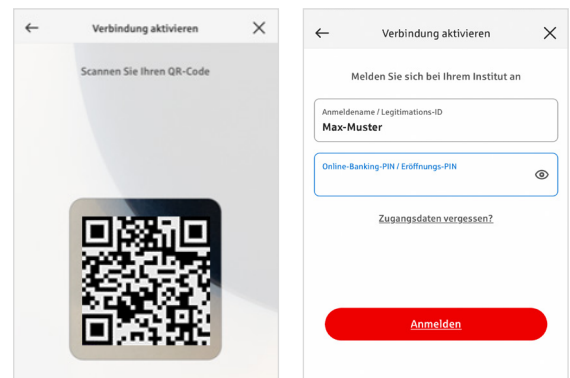 Verbindung aktivieren
Scannen Sie Ihren QR-Code
Verbindung aktivieren
Melden Sie sich bei Ihrem Institut an
Anmeldename / Legitimations-ID
Max-Muster
Online-Banking-PIN / Eröffnungs-PIN
Zugangsdaten vergessen?
Anmelden